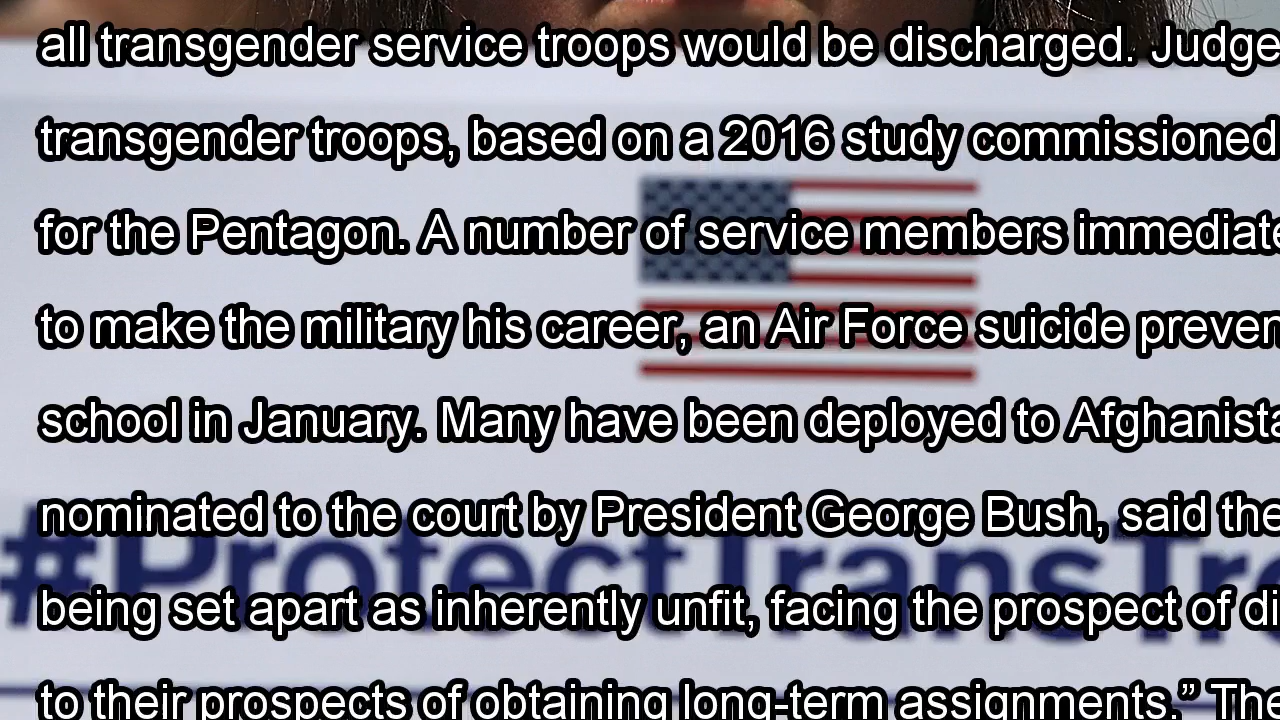 all transgender service troops would be discharged. Judge
transgender troops, based on a 2016 study commissioned
for the Pentagon. A number of service members immediate
to make the military his career, an Air Force suicide preven
school in January. Many have been deployed to Afghanista
nominated to the court by President George Bush, said the
#ProtectTransTr
being set apart as inherently unfit, facing the prospect of di
to their prospects of obtaining long-term assignments.” The